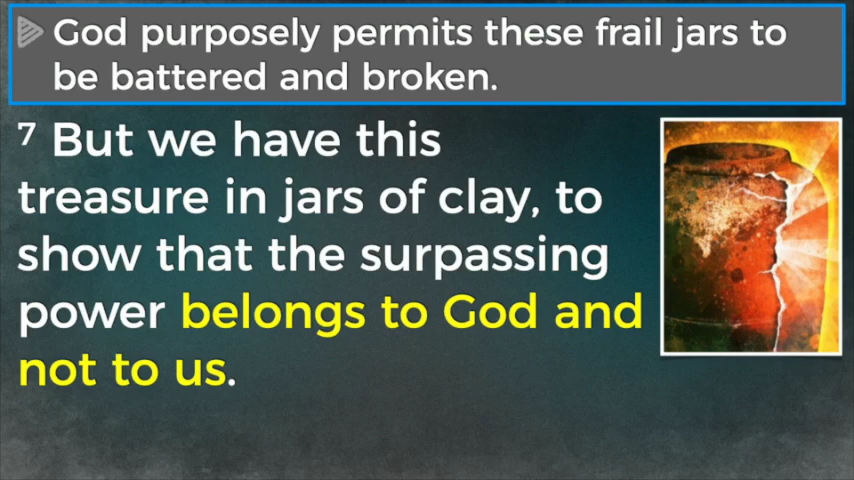 God purposely permits these frail jars to
be battered and broken.
7 But we have this
treasure in jars of clay, to
show that the surpassing
power belongs to God and
not to us.